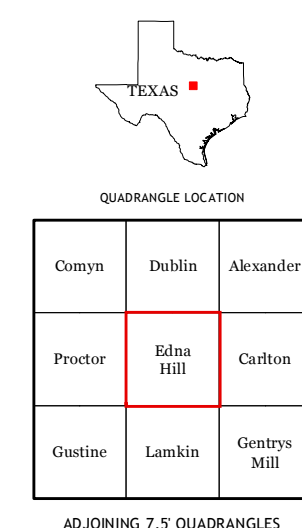 TEXAS
QUADRANGLE LOCATION
Comyn Dublin Alexander
Proctor Edna Hill Carlton
Gustine Lamkin Gentrys Mill
ADJOINING 7.5' QUADRANGLES